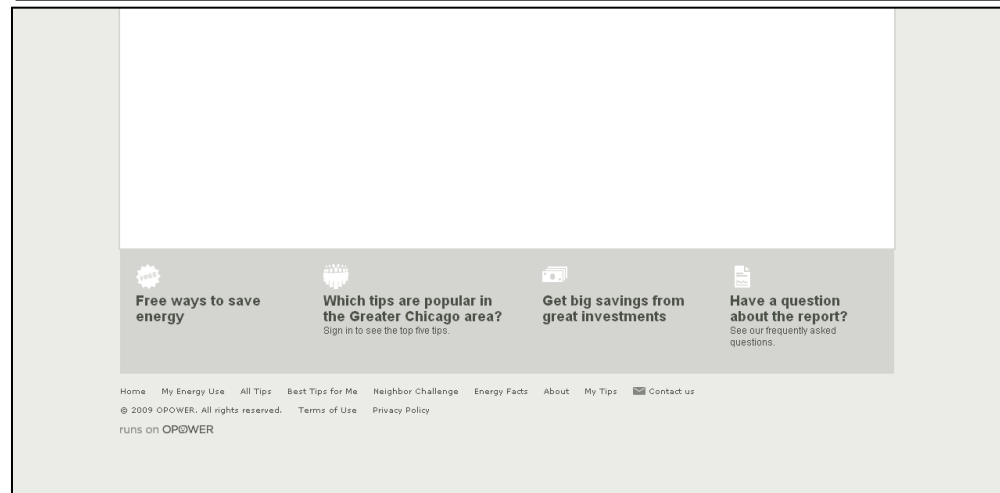 FREE
Free ways to save
energy
Which tips are popular in
the Greater Chicago area?
Sign in to see the top five tips.
Get big savings from
great investments
Have a question
about the report?
See our frequently asked
questions.
Home My Energy Use All Tips Best Tips for Me Neighbor Challenge Energy Facts About My Tips Contact us
© 2009 OPOWER. All rights reserved. Terms of Use Privacy Policy
runs on OPOWER